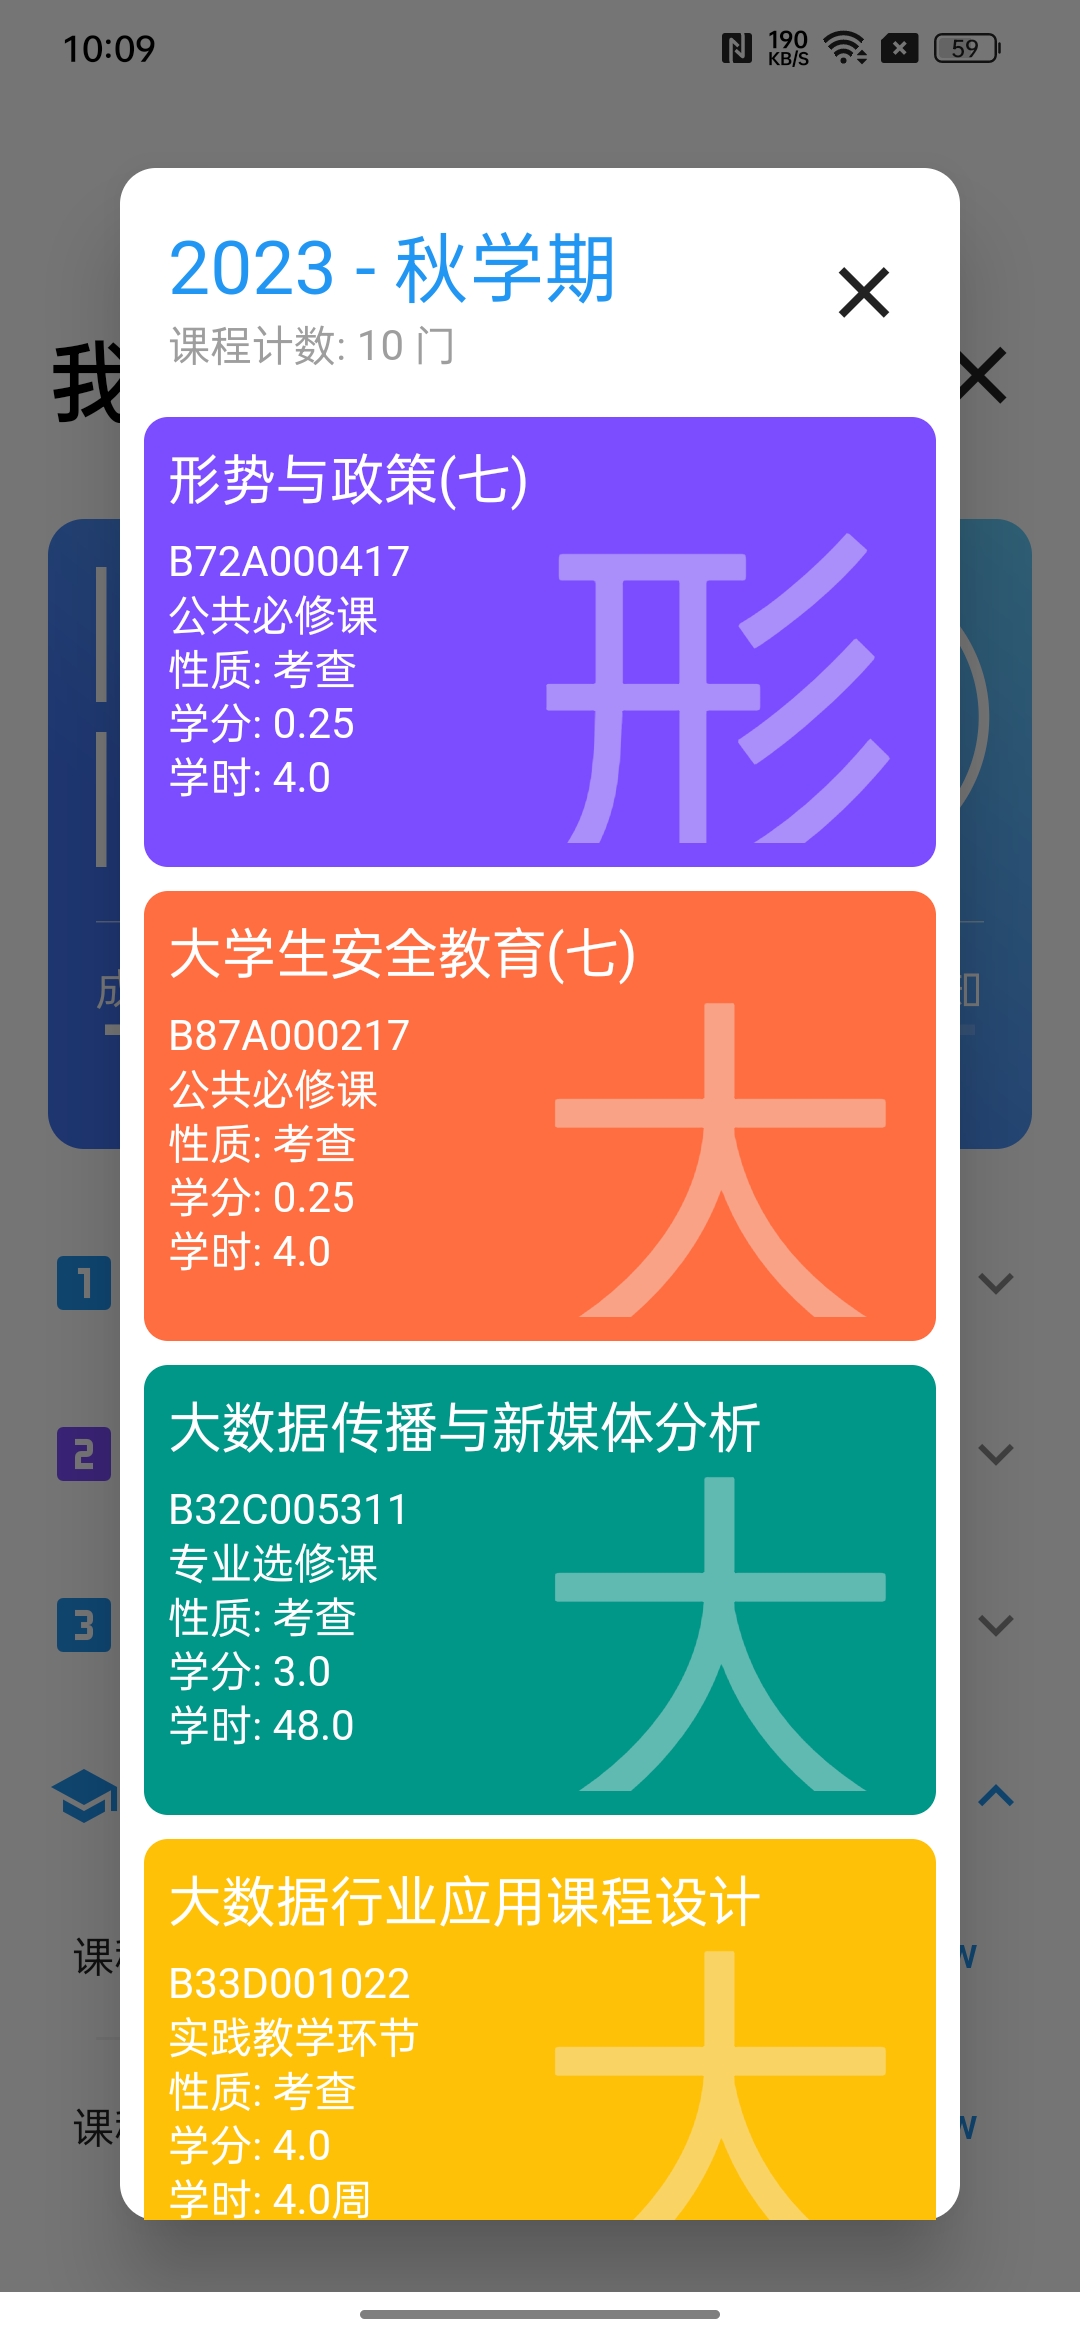 10:09
190
KB/S
59
2023 - 秋学期
课程计数: 10 门
我
形势与政策(七)
B72A000417
公共必修课
性质: 考查
学分: 0.25
学时: 4.0
形
大学生安全教育(七)
B87A000217
公共必修课
性质: 考查
学分: 0.25
学时: 4.0
大
大数据传播与新媒体分析
B32C005311
专业选修课
性质: 考查
学分: 3.0
学时: 48.0
大
大数据行业应用课程设计
B33D001022
实践教学环节
性质: 考查
学分: 4.0
学时: 4.0周
大
1
2
3
课
课